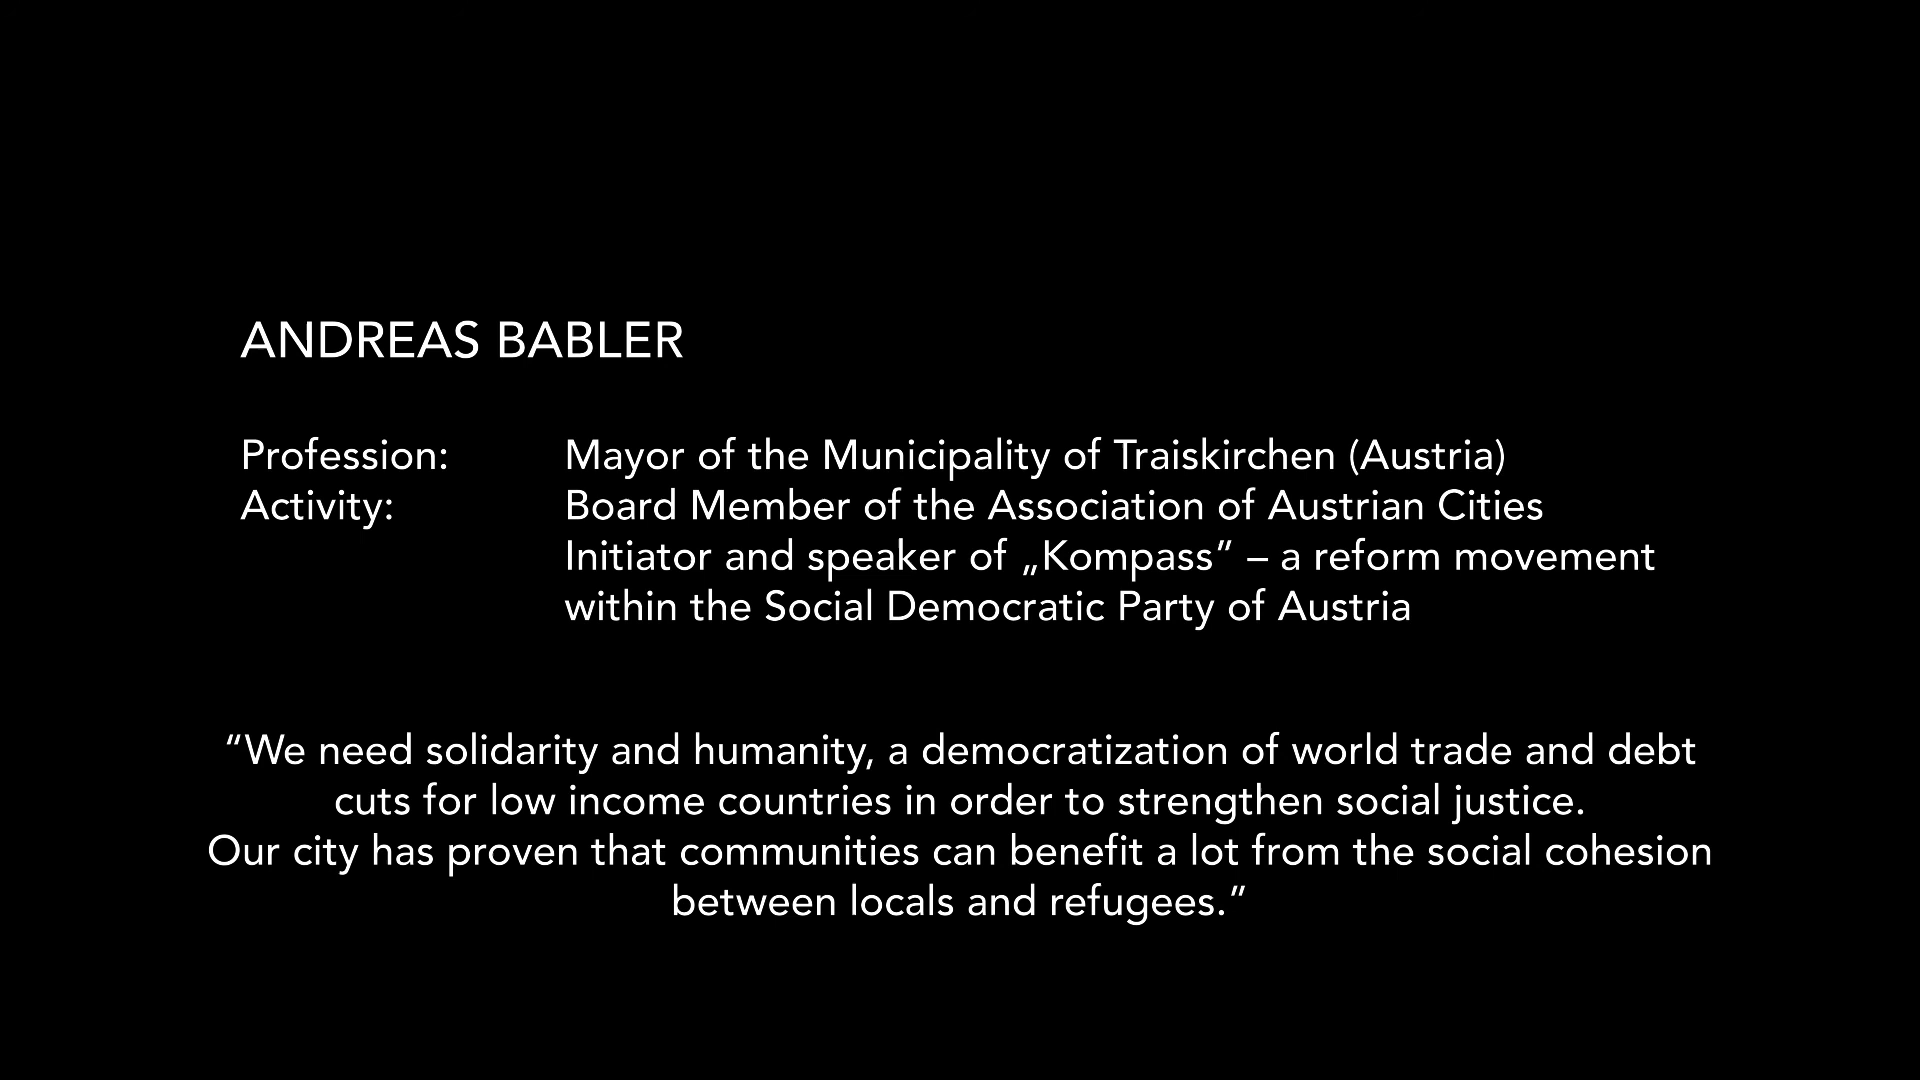 ANDREAS BABLER
Profession: Mayor of the Municipality of Traiskirchen (Austria)
Activity: Board Member of the Association of Austrian Cities
Initiator and speaker of „Kompass” – a reform movement
within the Social Democratic Party of Austria
“We need solidarity and humanity, a democratization of world trade and debt
cuts for low income countries in order to strengthen social justice.
Our city has proven that communities can benefit a lot from the social cohesion
between locals and refugees.”